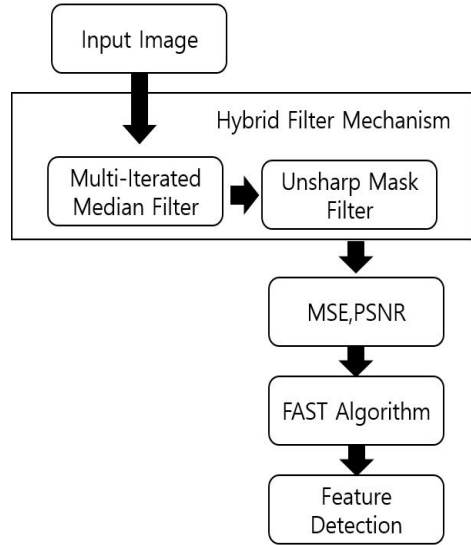 Input Image
Hybrid Filter Mechanism
Multi-Iterated
Median Filter
Unsharp Mask
Filter
MSE,PSNR
FAST Algorithm
Feature
Detection